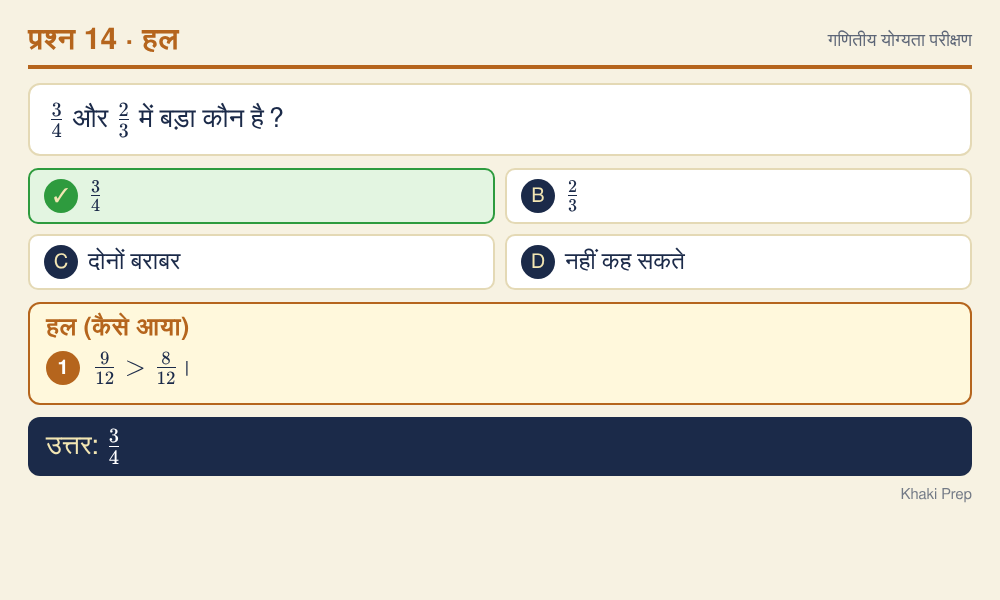 प्रश्न 14 · हल
गणितीय योग्यता परीक्षण
3/4 और 2/3 में बड़ा कौन है ?
✓ 3/4
B 2/3
C दोनों बराबर
D नहीं कह सकते
हल (कैसे आया)
1 9/12 > 8/12 ।
उत्तर: 3/4
Khaki Prep